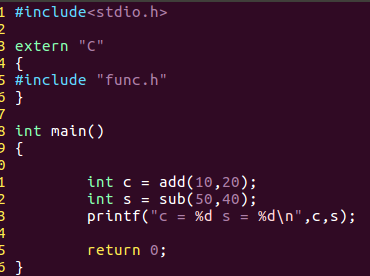 1 #include<stdio.h>
2
3 extern "C"
4 {
5 #include "func.h"
6 }
7
8 int main()
9 {
0
1 int c = add(10,20);
2 int s = sub(50,40);
3 printf("c = %d s = %d\n",c,s);
4
5 return 0;
6 }